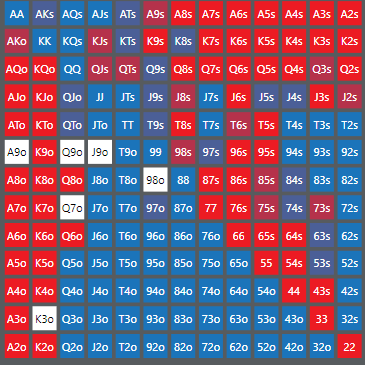 AA AKs AQs AJs ATs A9s A8s A7s A6s A5s A4s A3s A2s
AKo KK KQs KJs KTs K9s K8s K7s K6s K5s K4s K3s K2s
AQo KQo QQ QJs QTs Q9s Q8s Q7s Q6s Q5s Q4s Q3s Q2s
AJo KJo QJo JJ JTs J9s J8s J7s J6s J5s J4s J3s J2s
ATo KTo QTo JTo TT T9s T8s T7s T6s T5s T4s T3s T2s
A9o K9o Q9o J9o T9o 99 98s 97s 96s 95s 94s 93s 92s
A8o K8o Q8o J8o T8o 98o 88 87s 86s 85s 84s 83s 82s
A7o K7o Q7o J7o T7o 97o 87o 77 76s 75s 74s 73s 72s
A6o K6o Q6o J6o T6o 96o 86o 76o 66 65s 64s 63s 62s
A5o K5o Q5o J5o T5o 95o 85o 75o 65o 55 54s 53s 52s
A4o K4o Q4o J4o T4o 94o 84o 74o 64o 54o 44 43s 42s
A3o K3o Q3o J3o T3o 93o 83o 73o 63o 53o 43o 33 32s
A2o K2o Q2o J2o T2o 92o 82o 72o 62o 52o 42o 32o 22